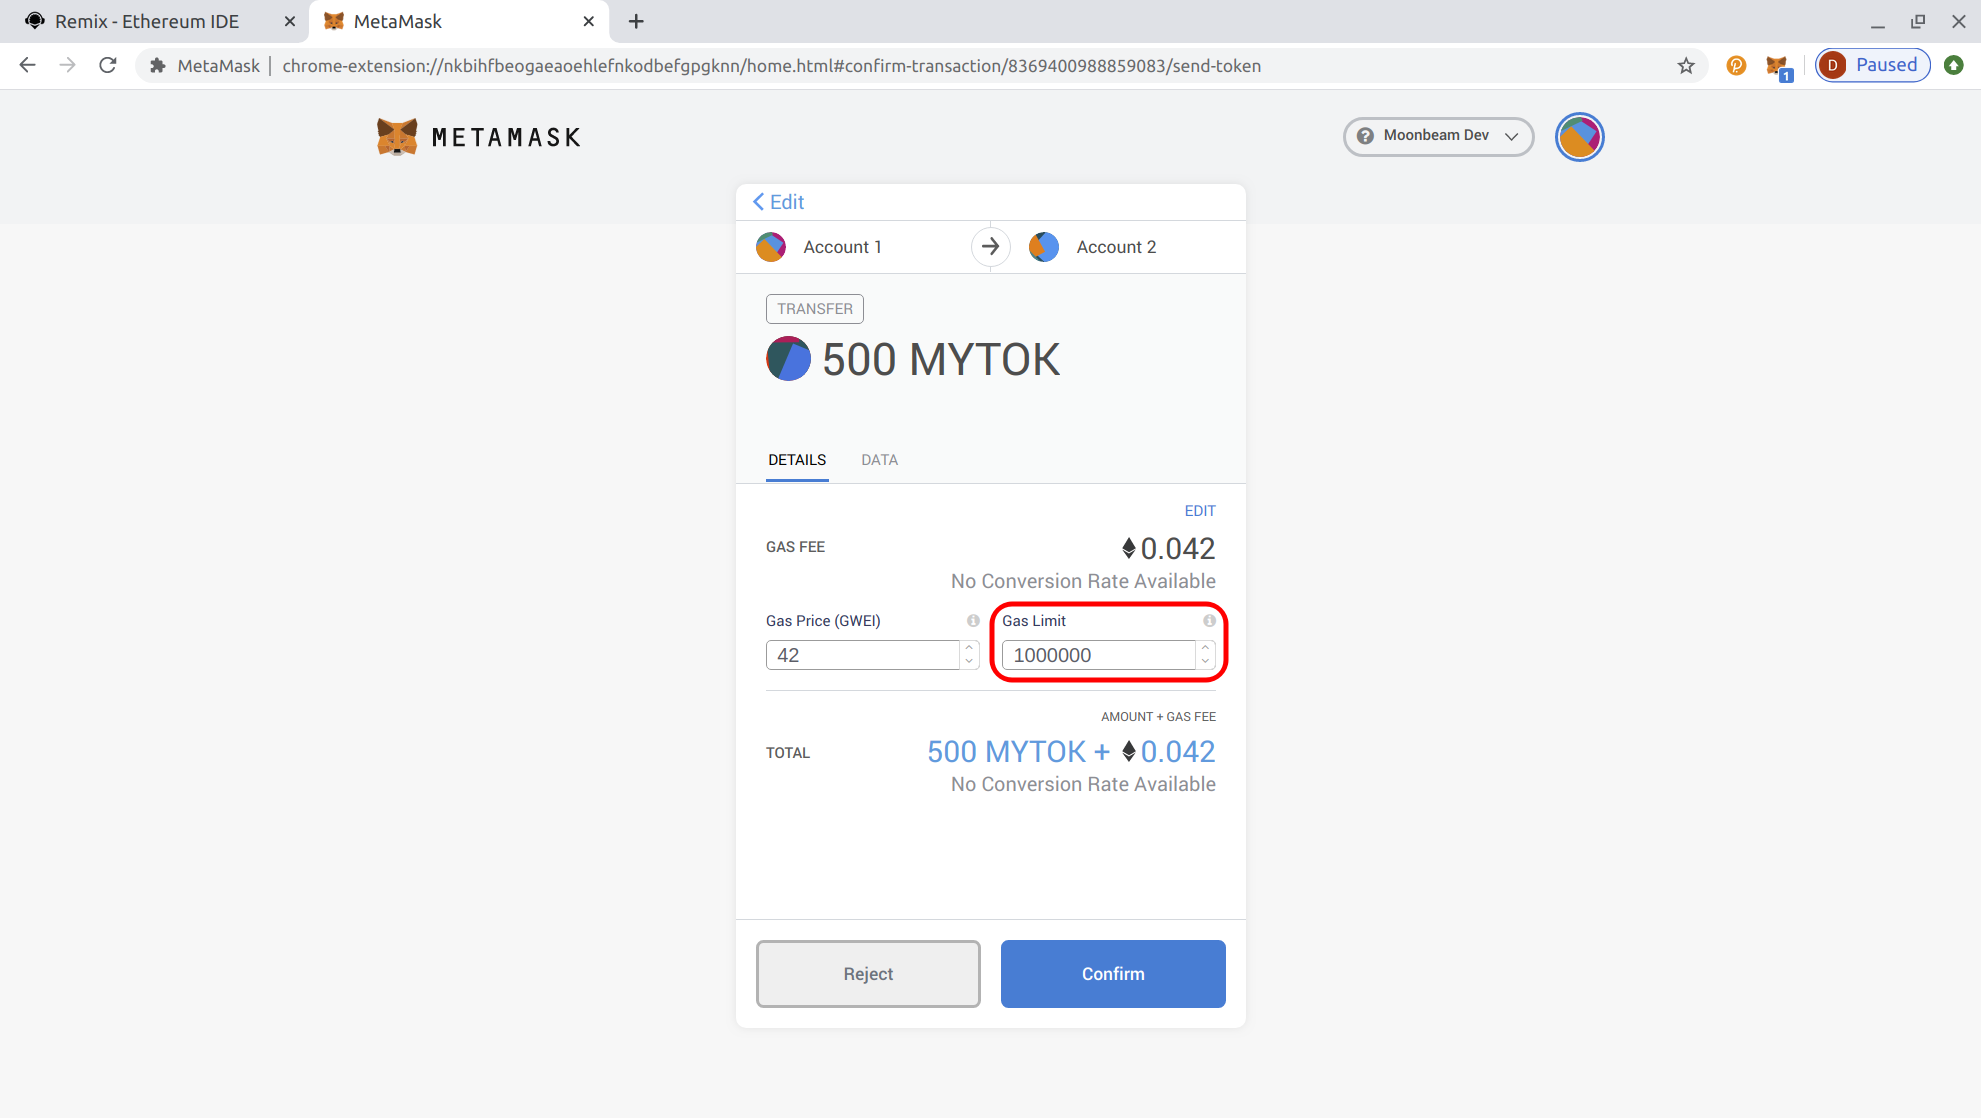 Remix - Ethereum IDE
MetaMask
MetaMask | chrome-extension://nkbihfbeogaeaoehlefnkodbefgpgknn/home.html#confirm-transaction/8369400988859083/send-token
1
D Paused
METAMASK
Moonbeam Dev
Edit
Account 1
Account 2
TRANSFER
500 MYTOK
DETAILS
DATA
EDIT
GAS FEE
0.042
No Conversion Rate Available
Gas Price (GWEI)
Gas Limit
42
1000000
AMOUNT + GAS FEE
TOTAL
500 MYTOK + 0.042
No Conversion Rate Available
Reject
Confirm